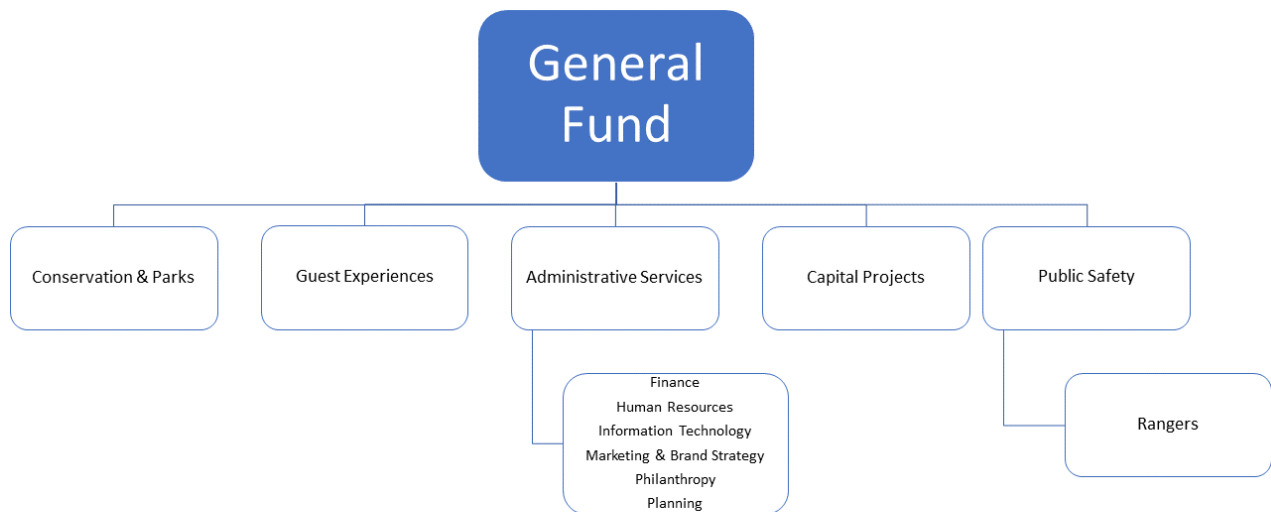 General
Fund
Conservation & Parks
Guest Experiences
Administrative Services
Capital Projects
Public Safety
Finance
Human Resources
Information Technology
Marketing & Brand Strategy
Philanthropy
Planning
Rangers